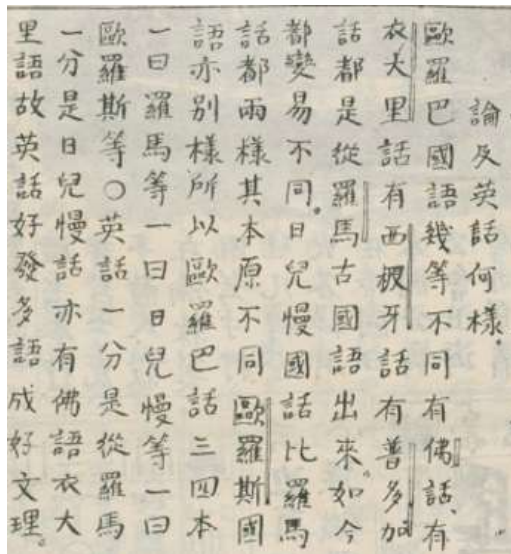 論及英話何樣。
歐羅巴國語幾等不同有佛話、有
衣大里話有西梹牙話有普多加
話都是從羅馬古國語出來。如今
都變易不同。日兒慢國話比羅馬
話都兩樣其本原不同歐羅斯國
語亦別樣所以歐羅巴話三四本
一曰羅馬等一曰日兒慢等一曰
歐羅斯等○英話一分是從羅馬
一分是日兒慢話亦有佛語衣大
里語故英話好發多語成好文理。